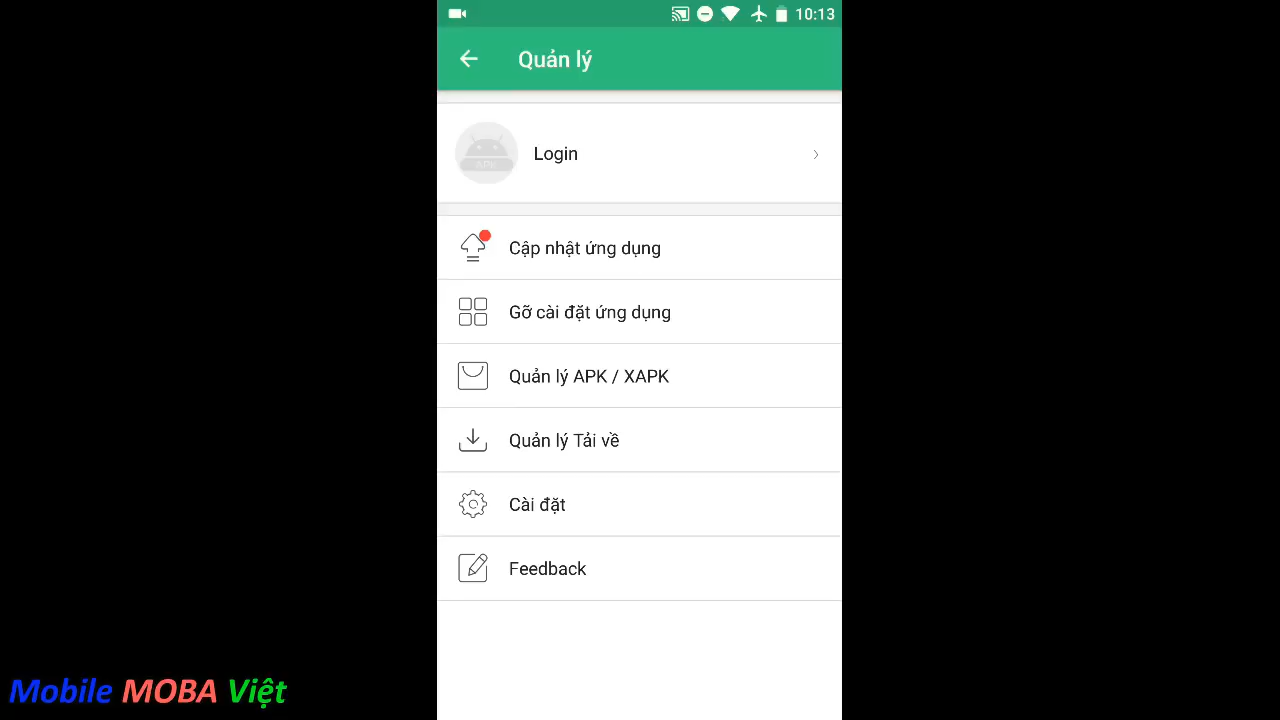 10:13
Quản lý
APK
Login
Cập nhật ứng dụng
Gỡ cài đặt ứng dụng
Quản lý APK / XAPK
Quản lý Tải về
Cài đặt
Feedback
Mobile MOBA Việt